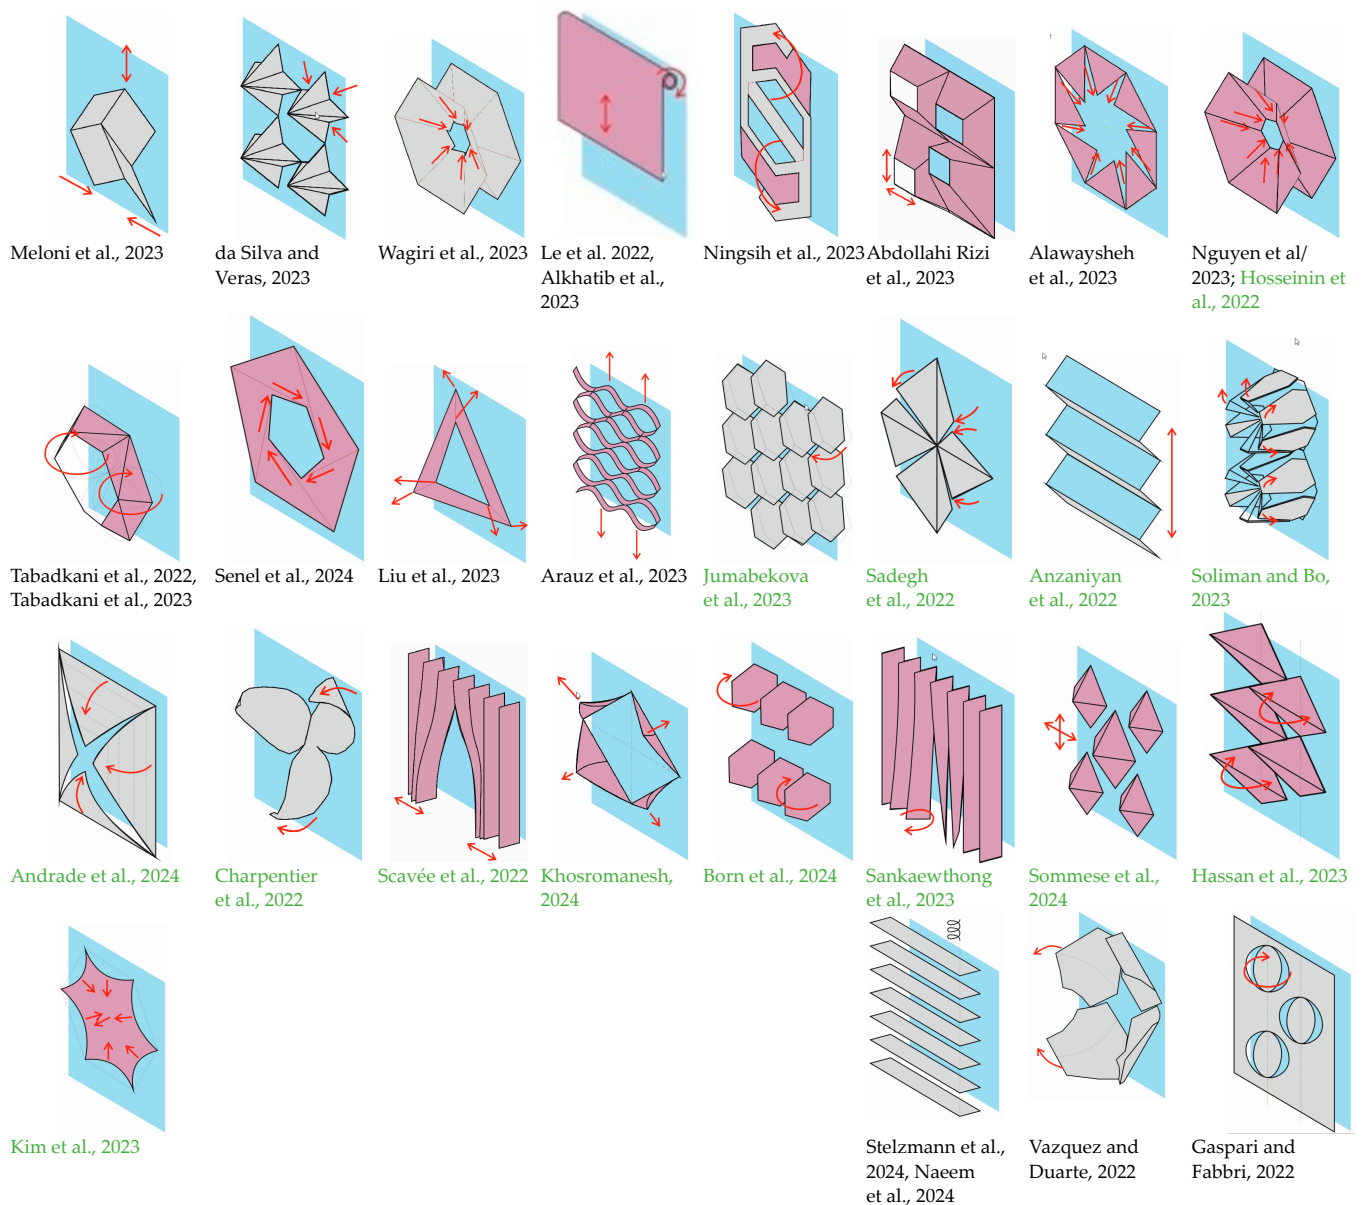 Meloni et al., 2023
da Silva and
Veras, 2023
Wagiri et al., 2023
Le et al. 2022,
Alkhatib et al.,
2023
Ningsih et al., 2023
Abdollahi Rizi
et al., 2023
Alawaysheh
et al., 2023
Nguyen et al/
2023; Hosseinin et
al., 2022
Tabadkani et al., 2022,
Tabadkani et al., 2023
Senel et al., 2024
Liu et al., 2023
Arauz et al., 2023
Jumabekova
et al., 2023
Sadegh
et al., 2022
Anzaniyan
et al., 2022
Soliman and Bo,
2023
Andrade et al., 2024
Charpentier
et al., 2022
Scavée et al., 2022
Khosromanesh,
2024
Born et al., 2024
Sankaewthong
et al., 2023
Sommese et al.,
2024
Hassan et al., 2023
Kim et al., 2023
Stelzmann et al.,
2024, Naeem
et al., 2024
Vazquez and
Duarte, 2022
Gaspari and
Fabbri, 2022